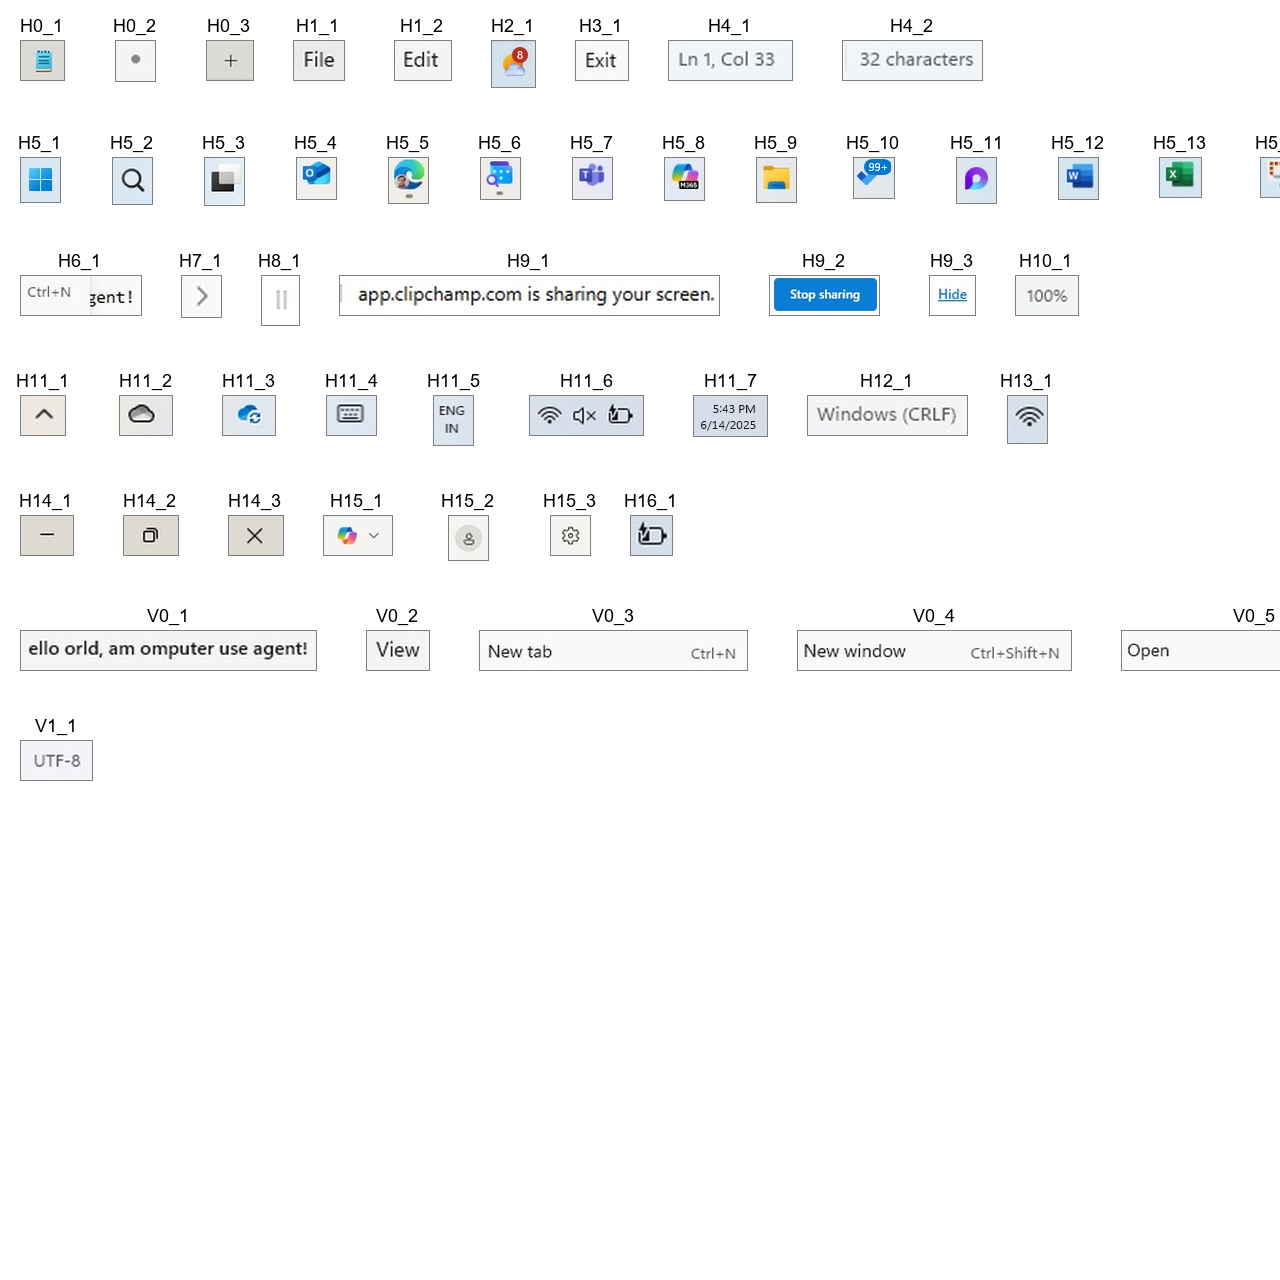 H0_1 H0_2 H0_3 H1_1 H1_2 H2_1 H3_1 H4_1 H4_2
File Edit 8 Exit Ln 1, Col 33 32 characters
H5_1 H5_2 H5_3 H5_4 H5_5 H5_6 H5_7 H5_8 H5_9 H5_10 H5_11 H5_12 H5_13 H5_
O T M365 99+ W X
H6_1 H7_1 H8_1 H9_1 H9_2 H9_3 H10_1
Ctrl+N gent! app.clipchamp.com is sharing your screen. Stop sharing Hide 100%
H11_1 H11_2 H11_3 H11_4 H11_5 H11_6 H11_7 H12_1 H13_1
ENG
IN
5:43 PM
6/14/2025
Windows (CRLF)
H14_1 H14_2 H14_3 H15_1 H15_2 H15_3 H16_1
V0_1 V0_2 V0_3 V0_4 V0_5
ello orld, am omputer use agent! View New tab Ctrl+N New window Ctrl+Shift+N Open
V1_1
UTF-8